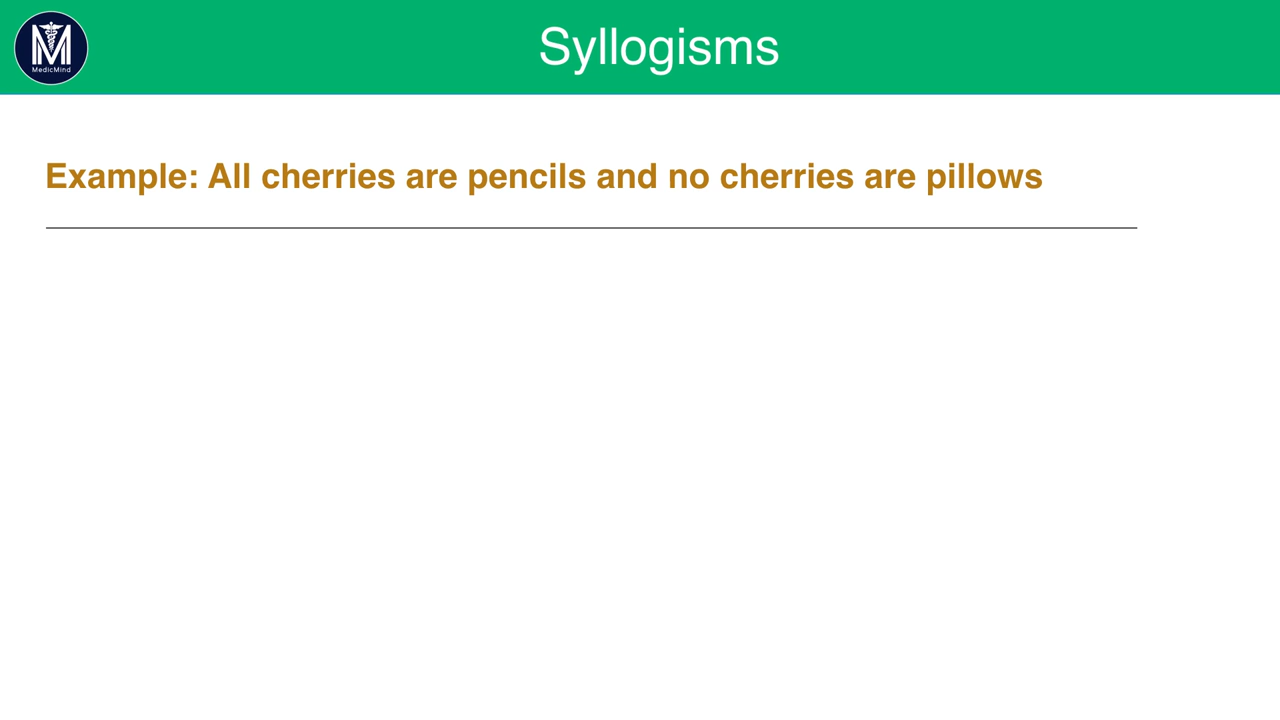 Syllogisms
MedicMind
Example: All cherries are pencils and no cherries are pillows